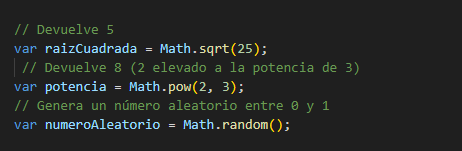 // Devuelve 5
var raizCuadrada = Math.sqrt(25);
// Devuelve 8 (2 elevado a la potencia de 3)
var potencia = Math.pow(2, 3);
// Genera un número aleatorio entre 0 y 1
var numeroAleatorio = Math.random();